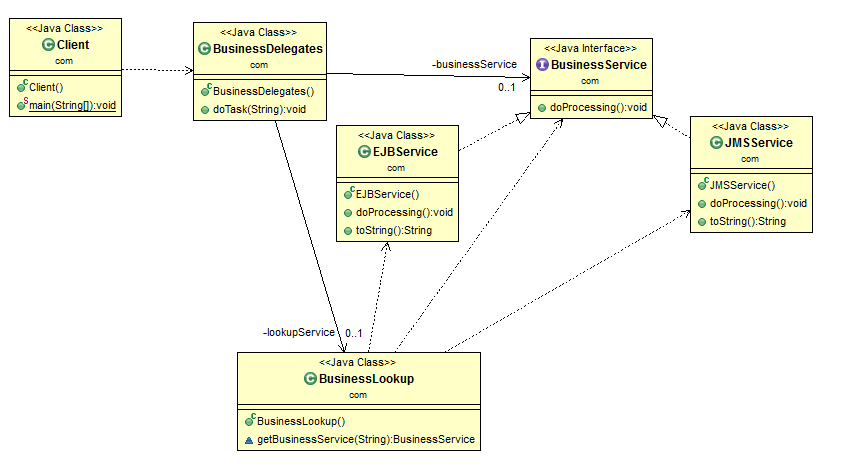 <<Java Class>>
Client
com
Client()
main(String[]):void
<<Java Class>>
BusinessDelegates
com
BusinessDelegates()
doTask(String):void
-businessService
0..1
<<Java Interface>>
BusinessService
com
doProcessing():void
<<Java Class>>
EJBService
com
EJBService()
doProcessing():void
toString():String
<<Java Class>>
JMSService
com
JMSService()
doProcessing():void
toString():String
-lookupService
0..1
<<Java Class>>
BusinessLookup
com
BusinessLookup()
getBusinessService(String):BusinessService